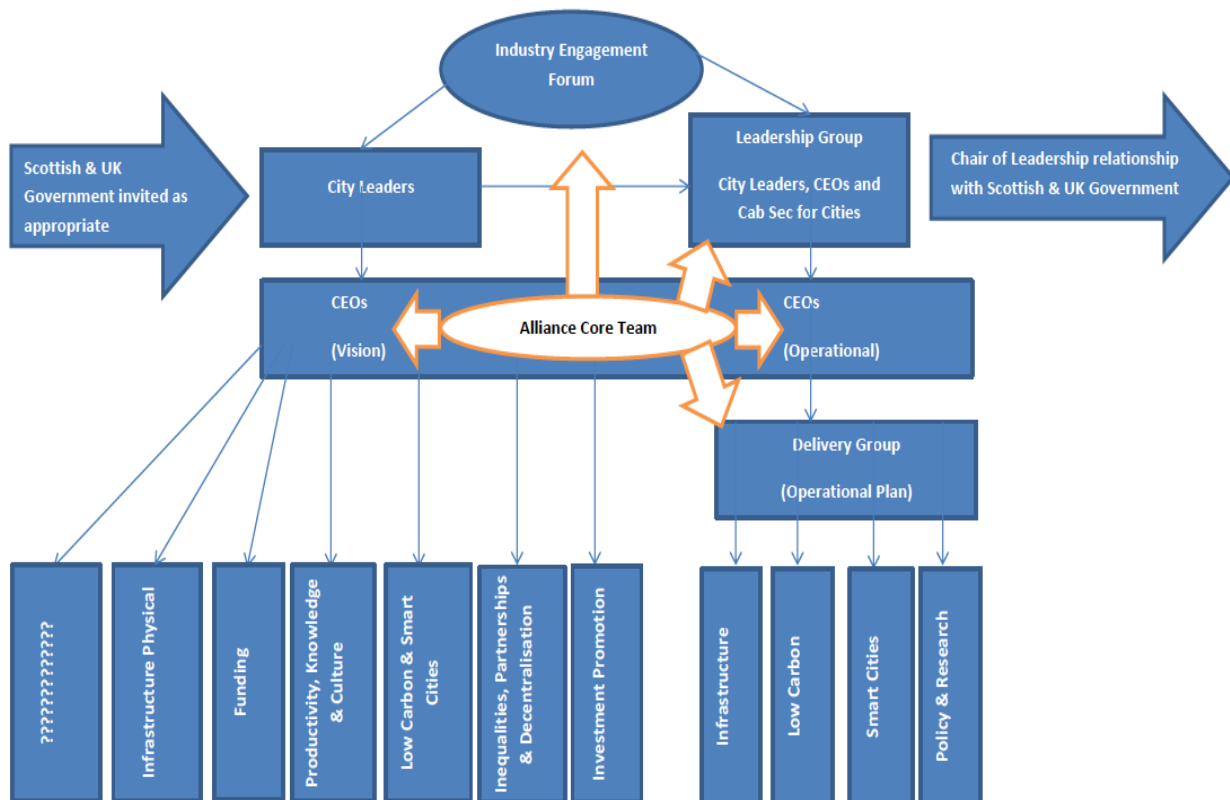 Industry Engagement
Forum
Scottish & UK
Government invited as
appropriate
City Leaders
Leadership Group
City Leaders, CEOs and
Cab Sec for Cities
Chair of Leadership relationship
with Scottish & UK Government
CEOs
(Vision)
Alliance Core Team
CEOs
(Operational)
Delivery Group
(Operational Plan)
?????????????
Infrastructure Physical
Funding
Productivity, Knowledge
& Culture
Low Carbon & Smart
Cities
Inequalities, Partnerships
& Decentralisation
Investment Promotion
Infrastructure
Low Carbon
Smart Cities
Policy & Research